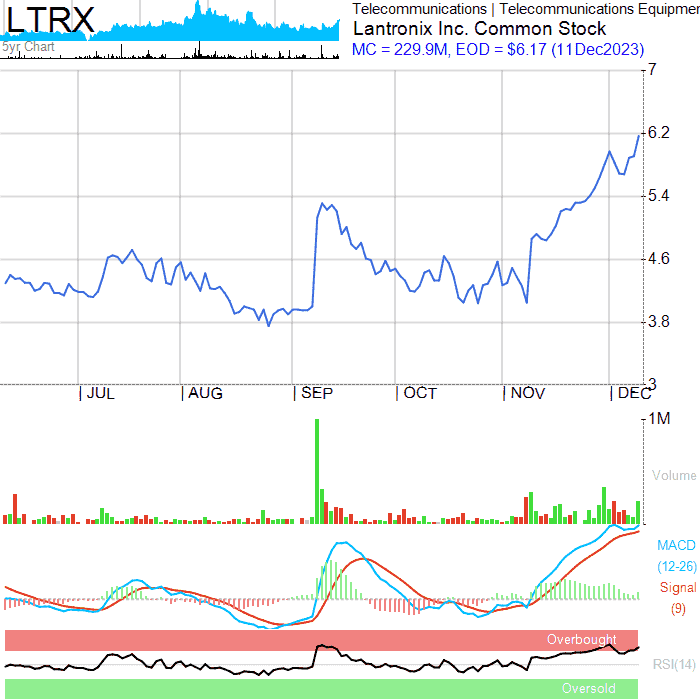 LTRX
5yr Chart
Telecommunications | Telecommunications Equipmen
Lantronix Inc. Common Stock
MC = 229.9M, EOD = $6.17 (11Dec2023)
7
6.2
5.4
4.6
3.8
3
JUL
AUG
SEP
OCT
NOV
DEC
1M
Volume
MACD
(12-26)
Signal
(9)
Overbought
RSI(14)
Oversold